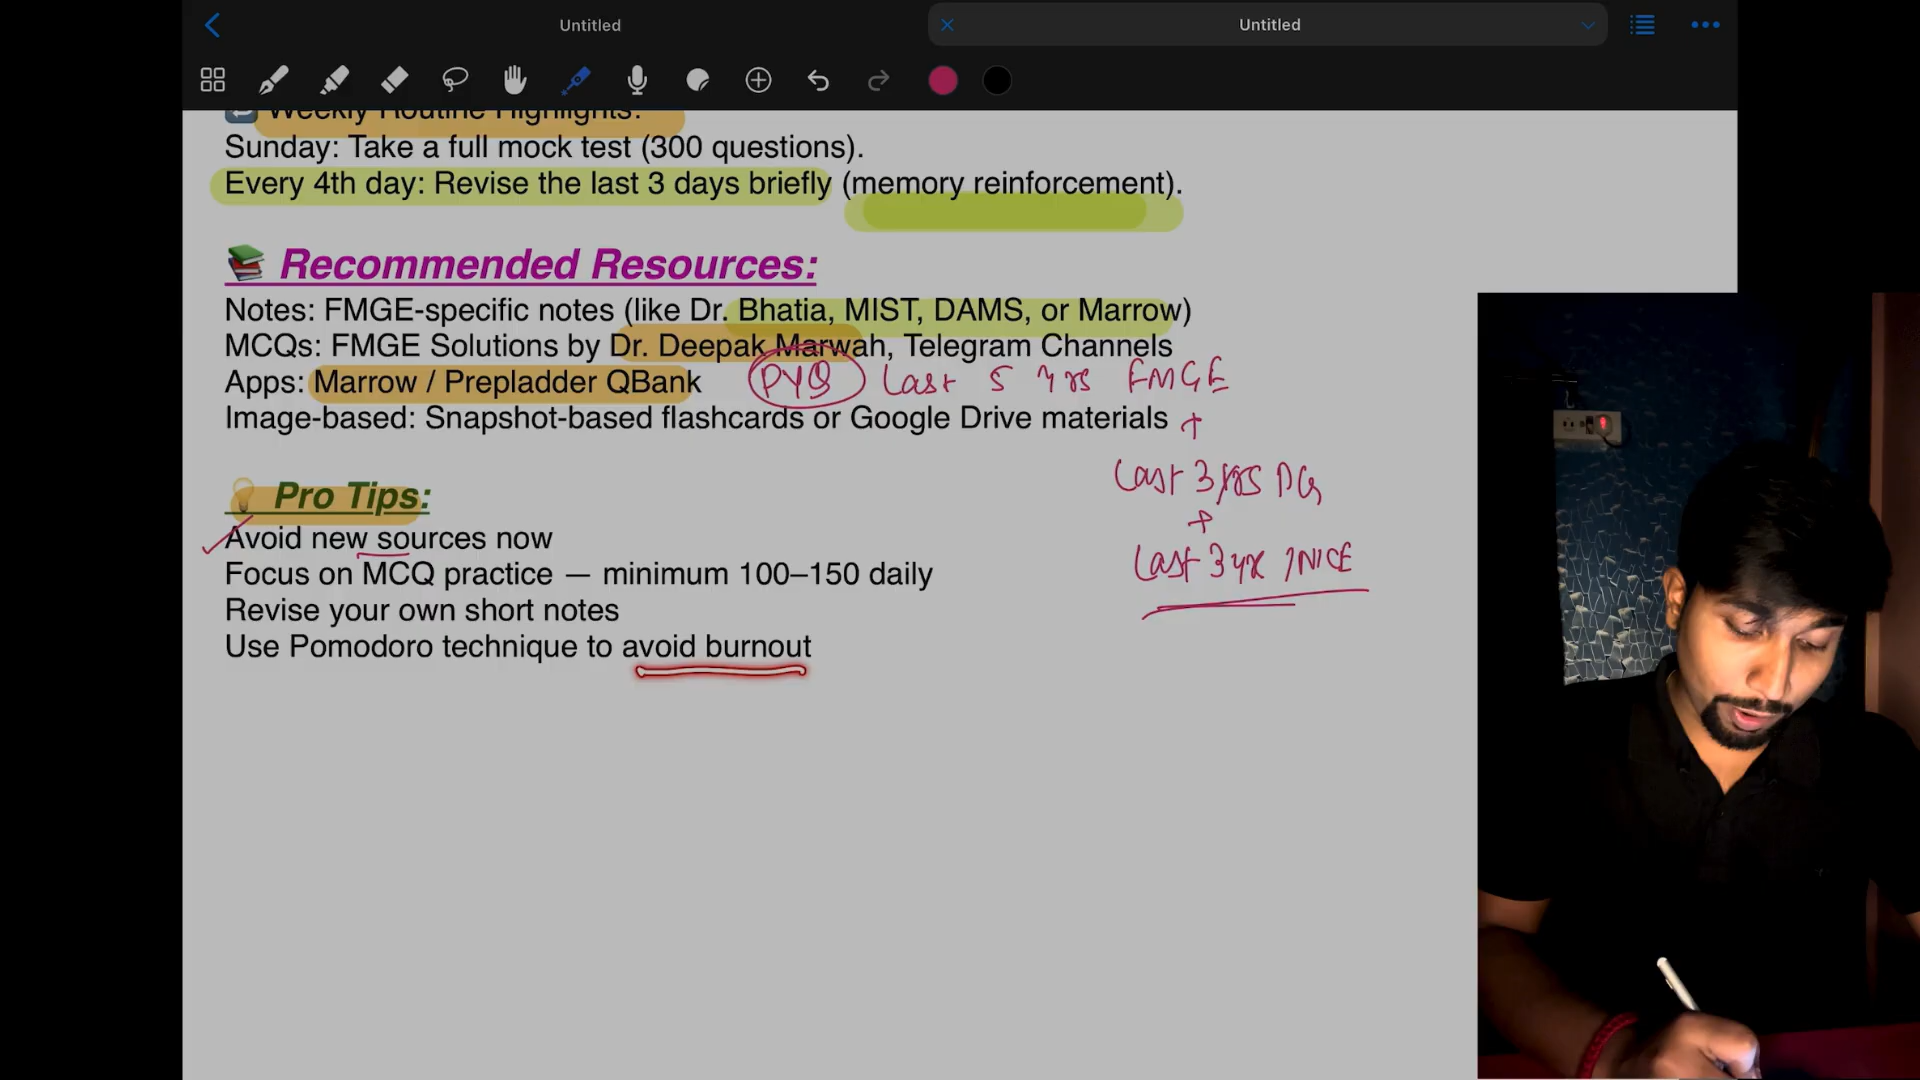 Untitled
Untitled
Weekly Routine Highlights:
Sunday: Take a full mock test (300 questions).
Every 4th day: Revise the last 3 days briefly (memory reinforcement).
Recommended Resources:
Notes: FMGE-specific notes (like Dr. Bhatia, MIST, DAMS, or Marrow)
MCQs: FMGE Solutions by Dr. Deepak Marwah, Telegram Channels
Apps: Marrow / Prepladder QBank
PYQ Last 5 yrs FMGE
Image-based: Snapshot-based flashcards or Google Drive materials +
Last 3 yrs
+
Last 3 yr INICE
Pro Tips:
Avoid new sources now
Focus on MCQ practice — minimum 100–150 daily
Revise your own short notes
Use Pomodoro technique to avoid burnout